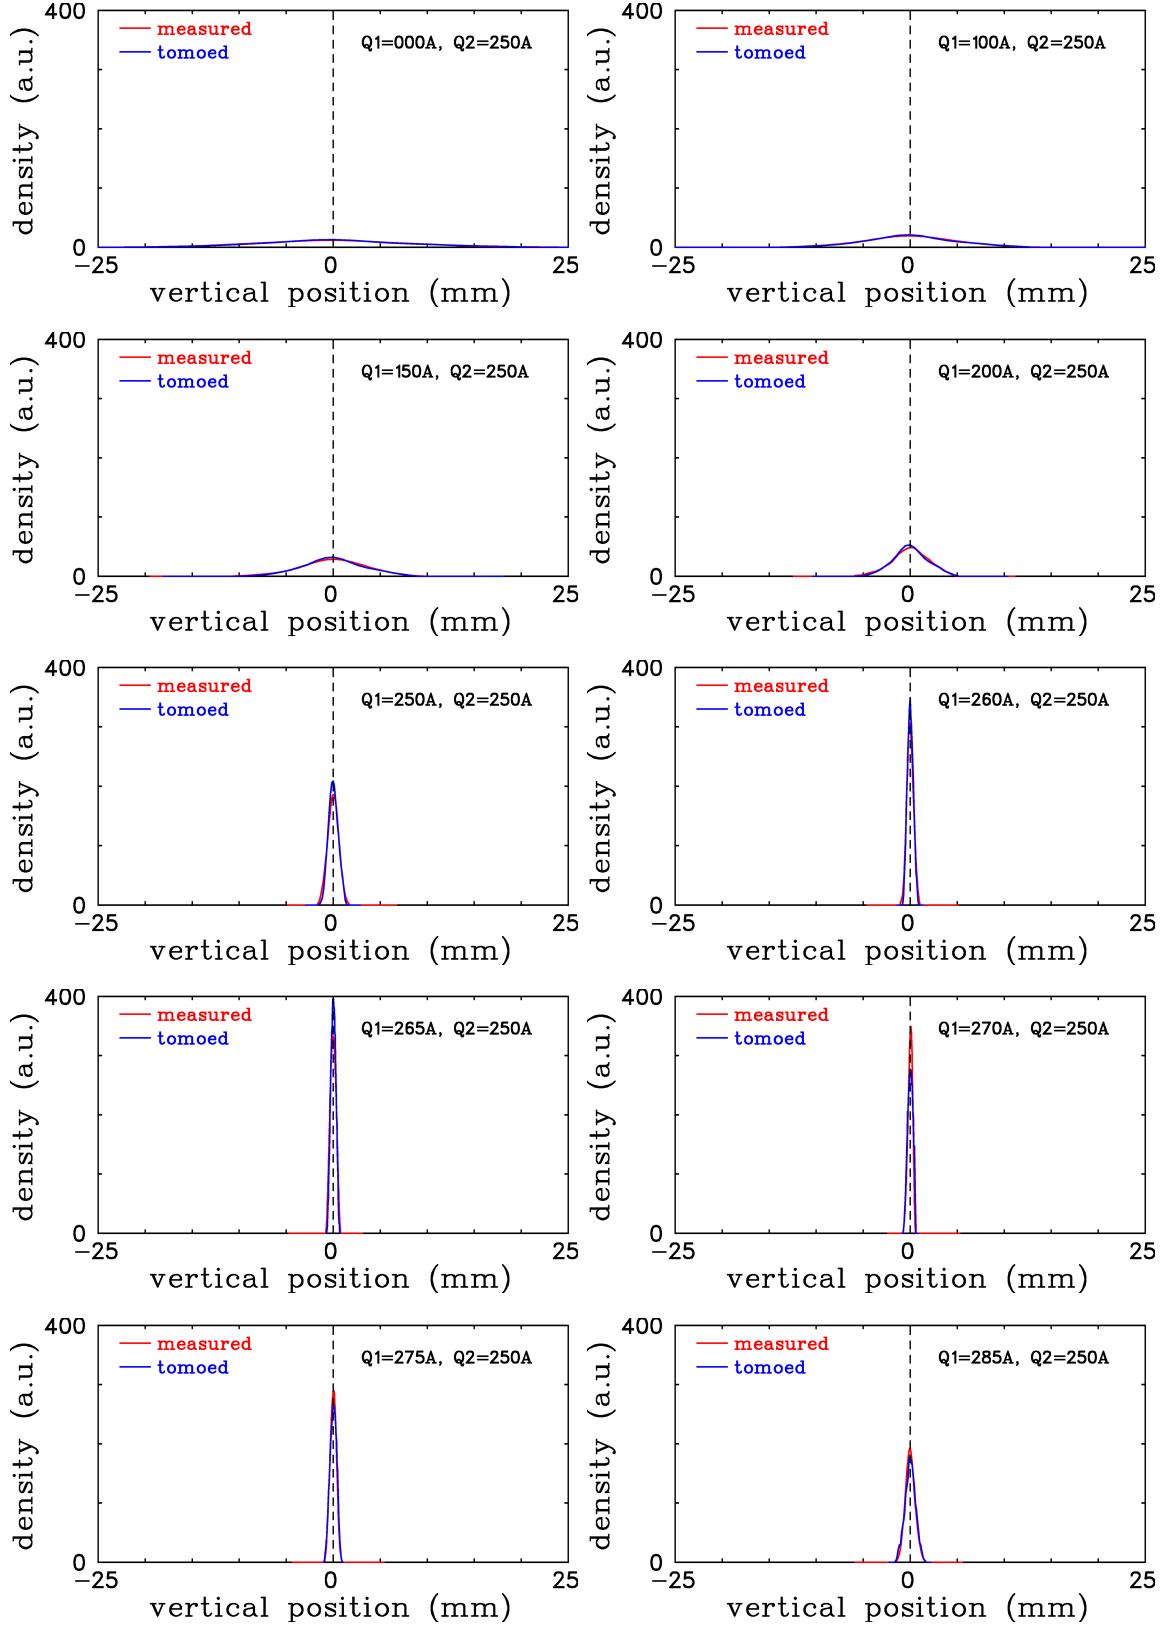 400
measured
tomoed
Q1=000A, Q2=250A
density (a.u.)
0
−25
0
25
vertical position (mm)
400
measured
tomoed
Q1=100A, Q2=250A
density (a.u.)
0
−25
0
25
vertical position (mm)
400
measured
tomoed
Q1=150A, Q2=250A
density (a.u.)
0
−25
0
25
vertical position (mm)
400
measured
tomoed
Q1=200A, Q2=250A
density (a.u.)
0
−25
0
25
vertical position (mm)
400
measured
tomoed
Q1=250A, Q2=250A
density (a.u.)
0
−25
0
25
vertical position (mm)
400
measured
tomoed
Q1=260A, Q2=250A
density (a.u.)
0
−25
0
25
vertical position (mm)
400
measured
tomoed
Q1=265A, Q2=250A
density (a.u.)
0
−25
0
25
vertical position (mm)
400
measured
tomoed
Q1=270A, Q2=250A
density (a.u.)
0
−25
0
25
vertical position (mm)
400
measured
tomoed
Q1=275A, Q2=250A
density (a.u.)
0
−25
0
25
vertical position (mm)
400
measured
tomoed
Q1=285A, Q2=250A
density (a.u.)
0
−25
0
25
vertical position (mm)